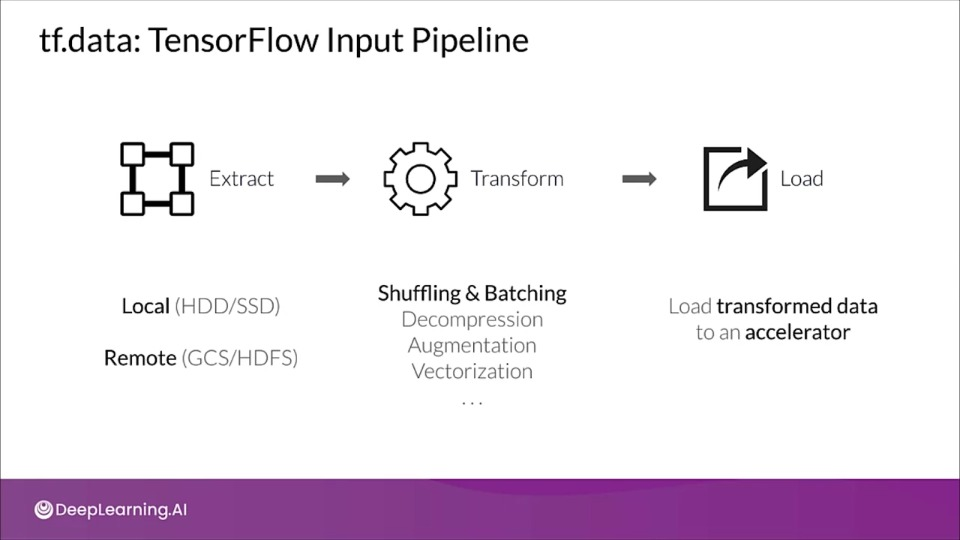 tf.data: TensorFlow Input Pipeline
Extract
Transform
Load
Local (HDD/SSD)
Remote (GCS/HDFS)
Shuffling & Batching
Decompression
Augmentation
Vectorization
...
Load transformed data
to an accelerator
DeepLearning.AI